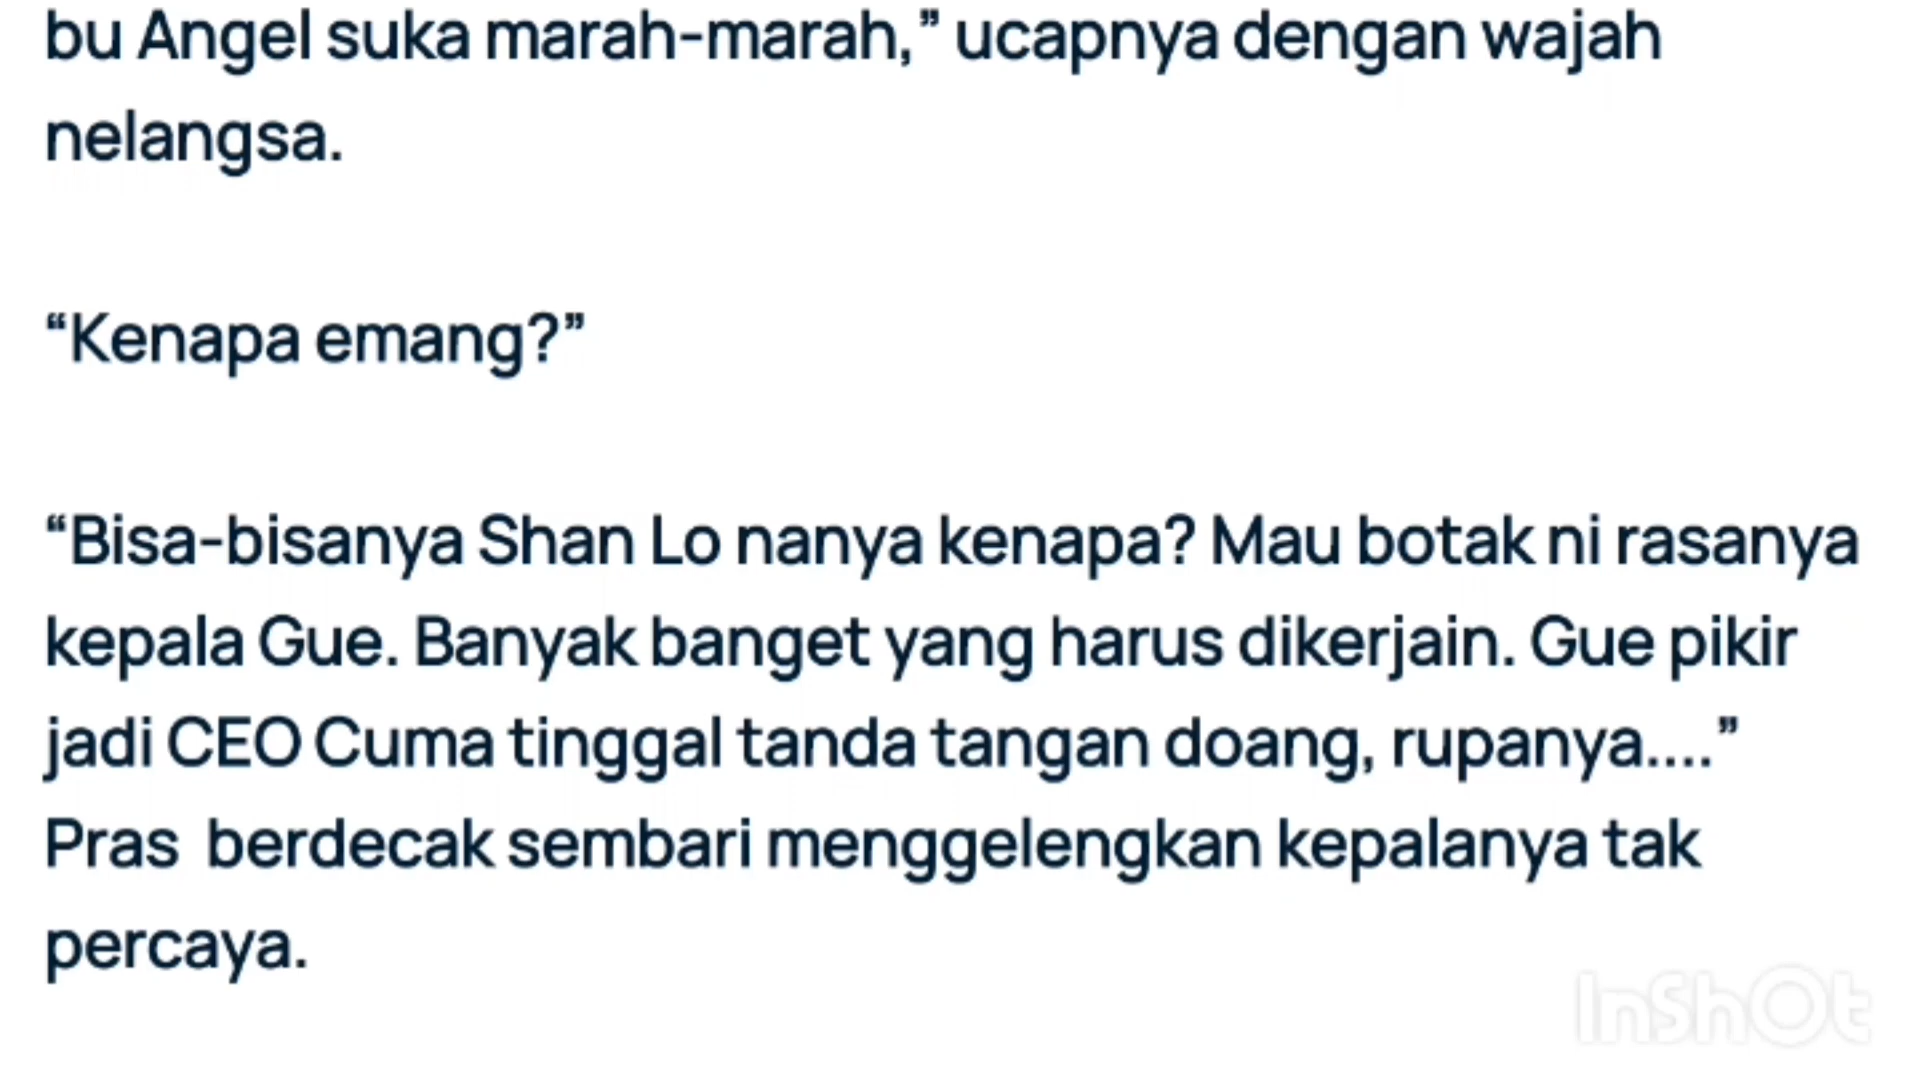 bu Angel suka marah-marah,” ucapnya dengan wajah
nelangsa.
“Kenapa emang?”
“Bisa-bisanya Shan Lo nanya kenapa? Mau botak ni rasanya
kepala Gue. Banyak banget yang harus dikerjain. Gue pikir
jadi CEO Cuma tinggal tanda tangan doang, rupanya....”
Pras  berdecak sembari menggelengkan kepalanya tak
percaya.
InShOt